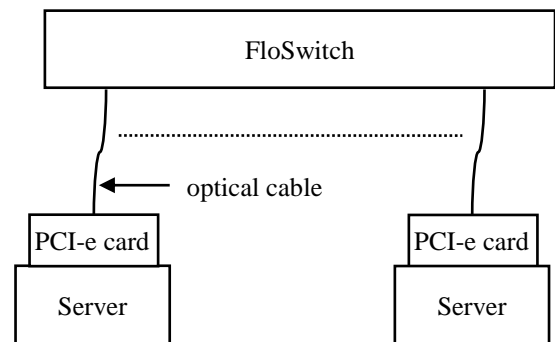 FloSwitch
optical cable
PCI-e card
PCI-e card
Server
Server